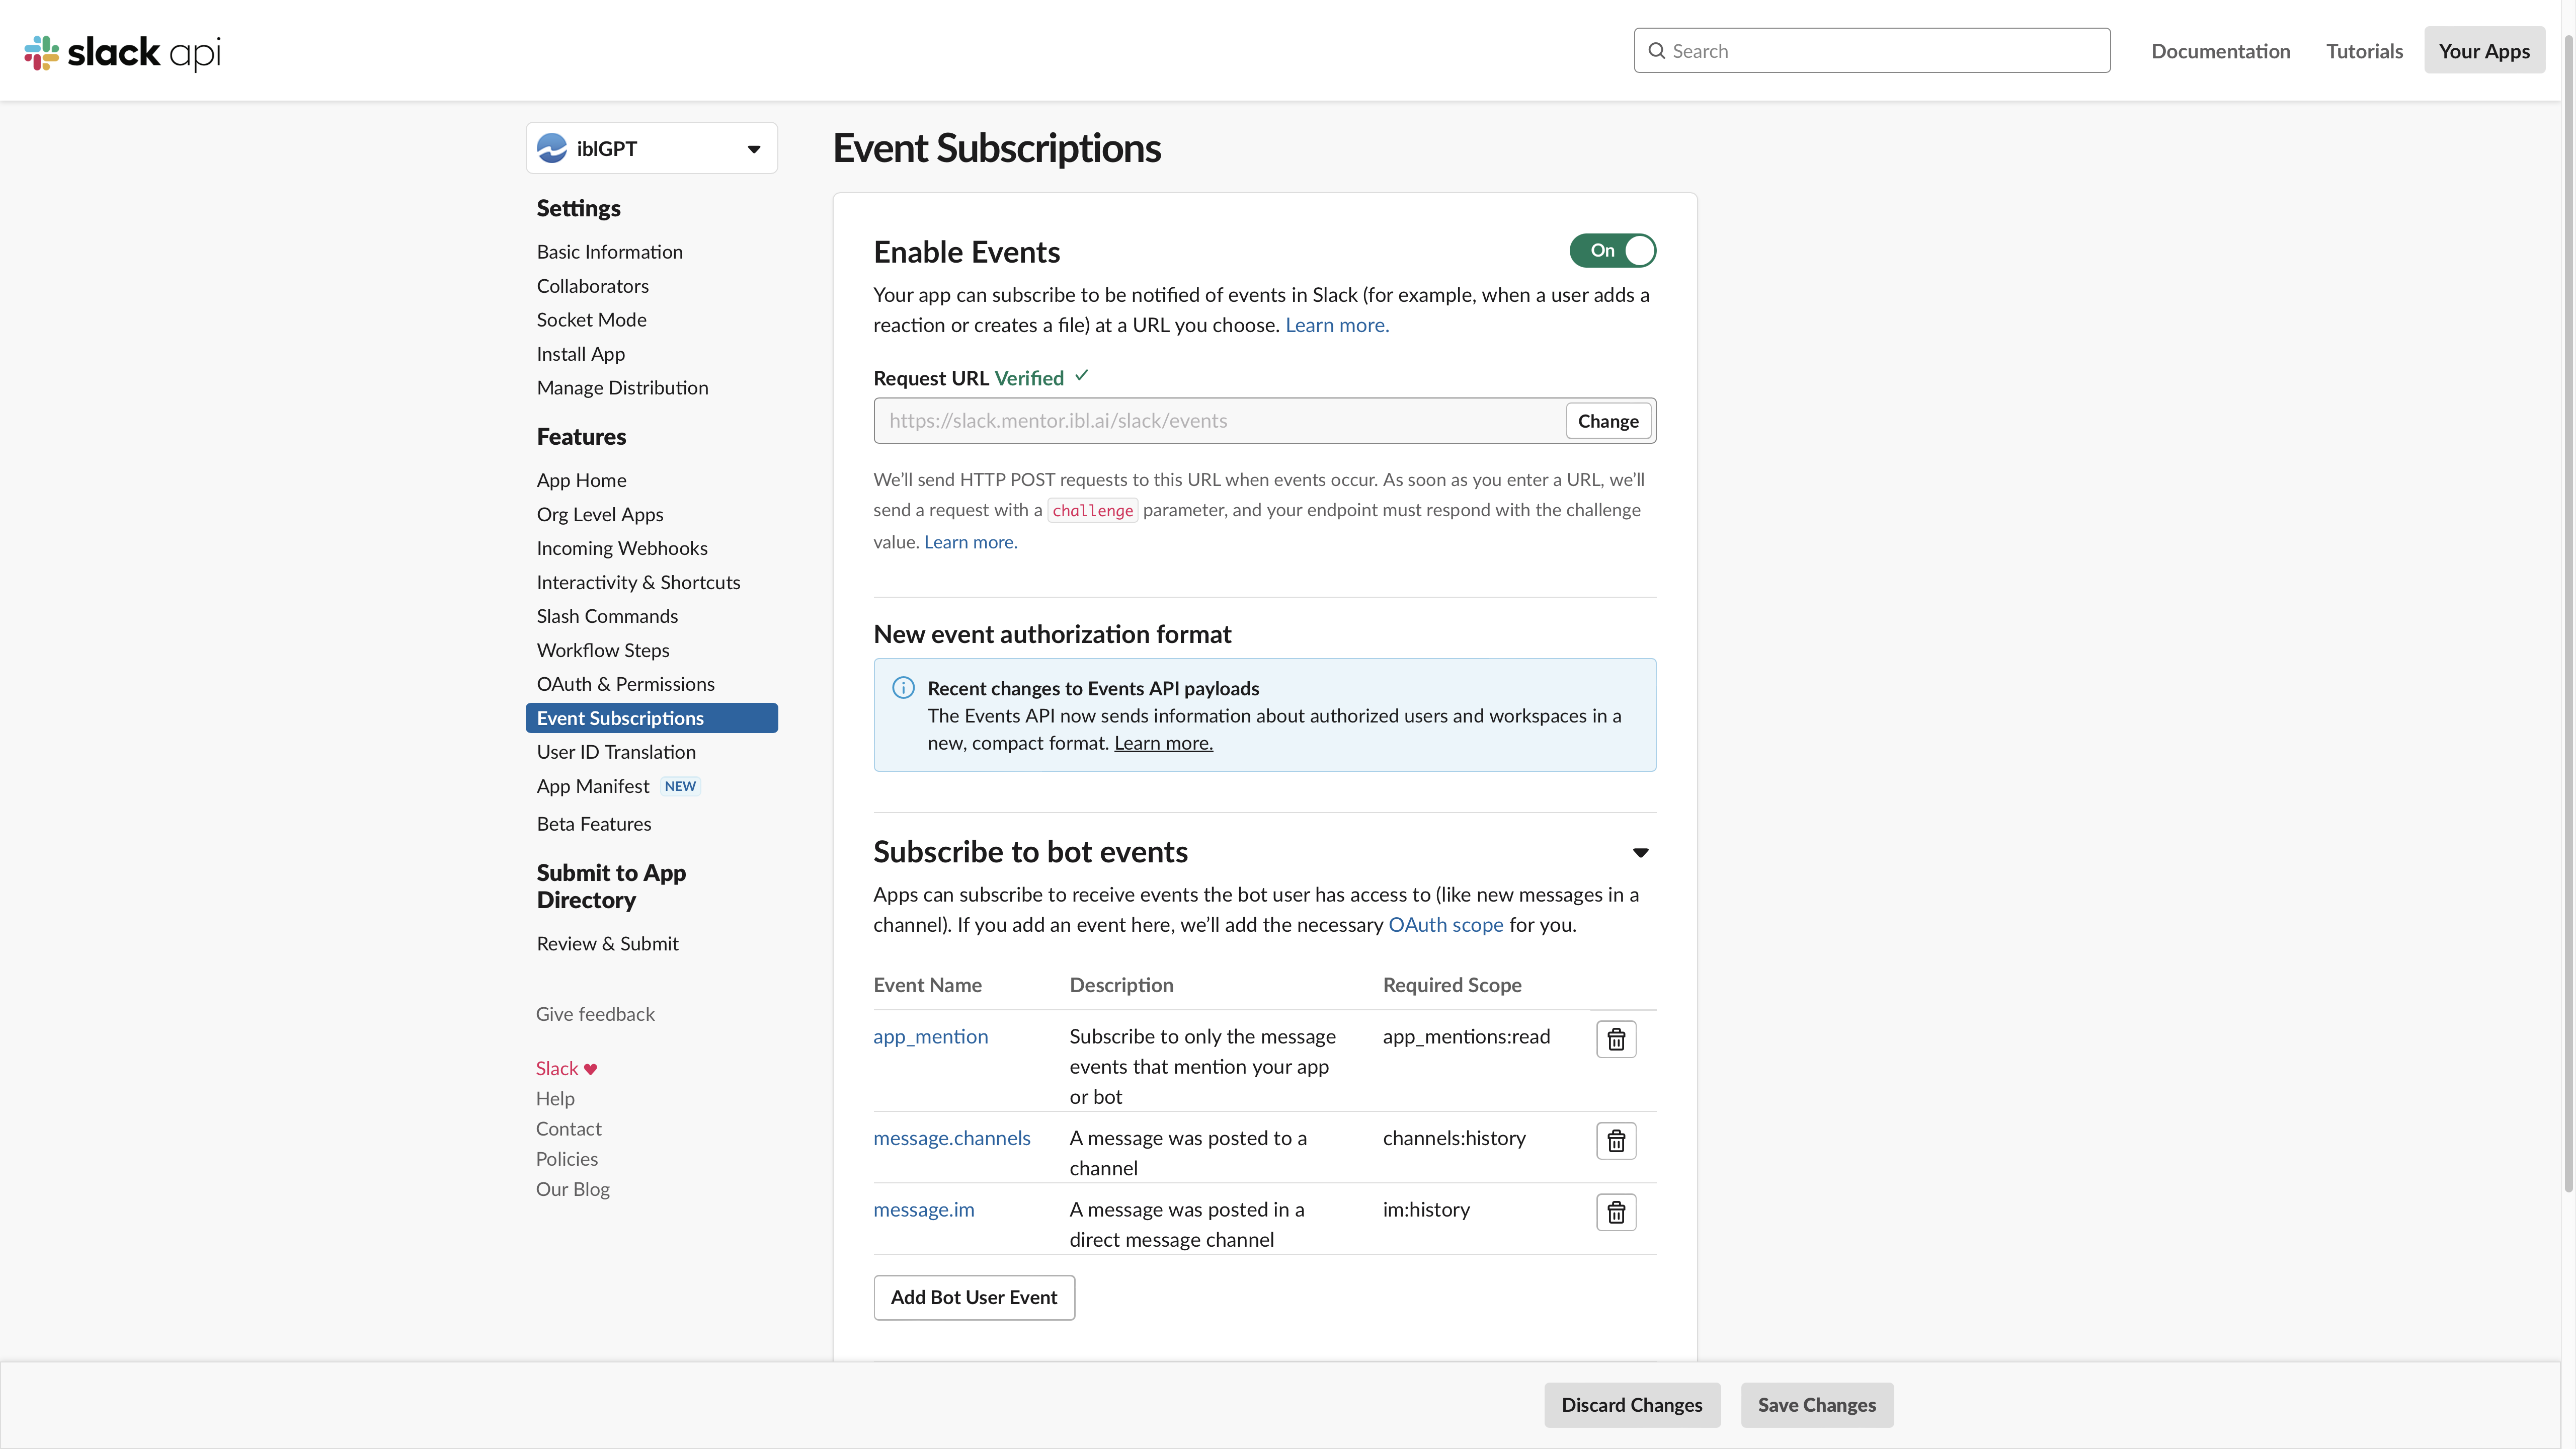 slack api
Search
Documentation
Tutorials
Your Apps
iblGPT
Settings
Basic Information
Collaborators
Socket Mode
Install App
Manage Distribution
Features
App Home
Org Level Apps
Incoming Webhooks
Interactivity & Shortcuts
Slash Commands
Workflow Steps
OAuth & Permissions
Event Subscriptions
User ID Translation
App Manifest NEW
Beta Features
Submit to App
Directory
Review & Submit
Give feedback
Slack ♥
Help
Contact
Policies
Our Blog
Event Subscriptions
Enable Events
On
Your app can subscribe to be notified of events in Slack (for example, when a user adds a
reaction or creates a file) at a URL you choose. Learn more.
Request URL Verified ✓
https://slack.mentor.ibl.ai/slack/events
Change
We’ll send HTTP POST requests to this URL when events occur. As soon as you enter a URL, we’ll
send a request with a challenge parameter, and your endpoint must respond with the challenge
value. Learn more.
New event authorization format
Recent changes to Events API payloads
The Events API now sends information about authorized users and workspaces in a
new, compact format. Learn more.
Subscribe to bot events
Apps can subscribe to receive events the bot user has access to (like new messages in a
channel). If you add an event here, we’ll add the necessary OAuth scope for you.
Event Name Description Required Scope
app_mention Subscribe to only the message app_mentions:read
events that mention your app
or bot
message.channels A message was posted to a channels:history
channel
message.im A message was posted in a im:history
direct message channel
Add Bot User Event
Discard Changes
Save Changes